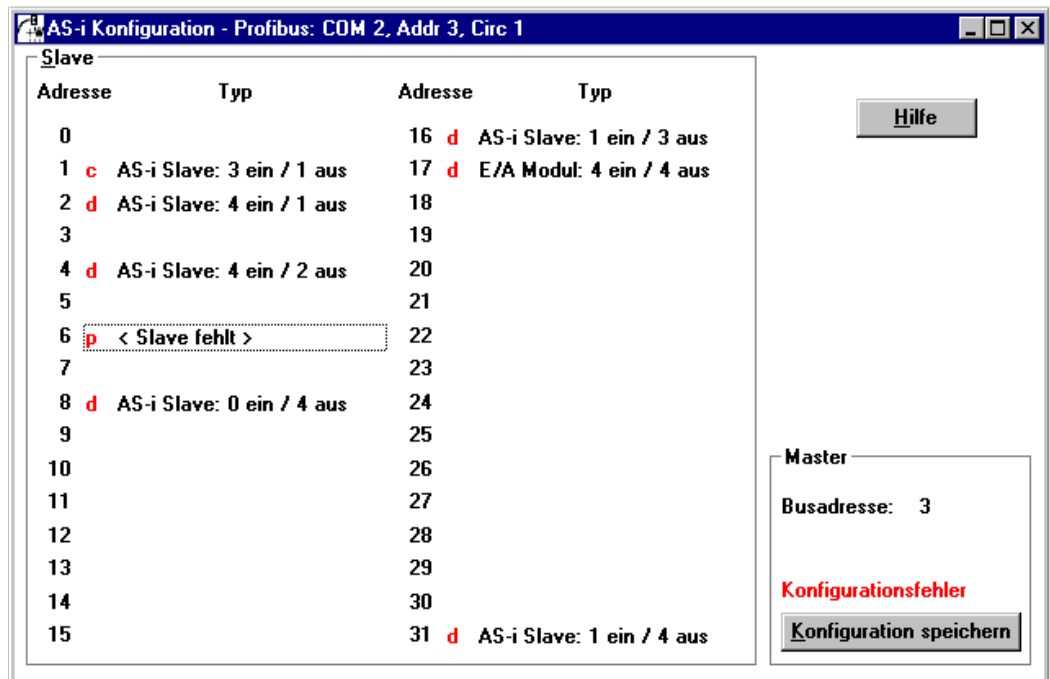 AS-i Konfiguration - Profibus: COM 2, Addr 3, Circ 1
Slave
Adresse Typ Adresse Typ
Hilfe
0 16 d AS-i Slave: 1 ein / 3 aus
1 c AS-i Slave: 3 ein / 1 aus 17 d E/A Modul: 4 ein / 4 aus
2 d AS-i Slave: 4 ein / 1 aus 18
3 19
4 d AS-i Slave: 4 ein / 2 aus 20
5 21
6 p < Slave fehlt > 22
7 23
8 d AS-i Slave: 0 ein / 4 aus 24
9 25
10 26
11 27
12 28
13 29
14 30
15 31 d AS-i Slave: 1 ein / 4 aus
Master
Busadresse: 3
Konfigurationsfehler
Konfiguration speichern